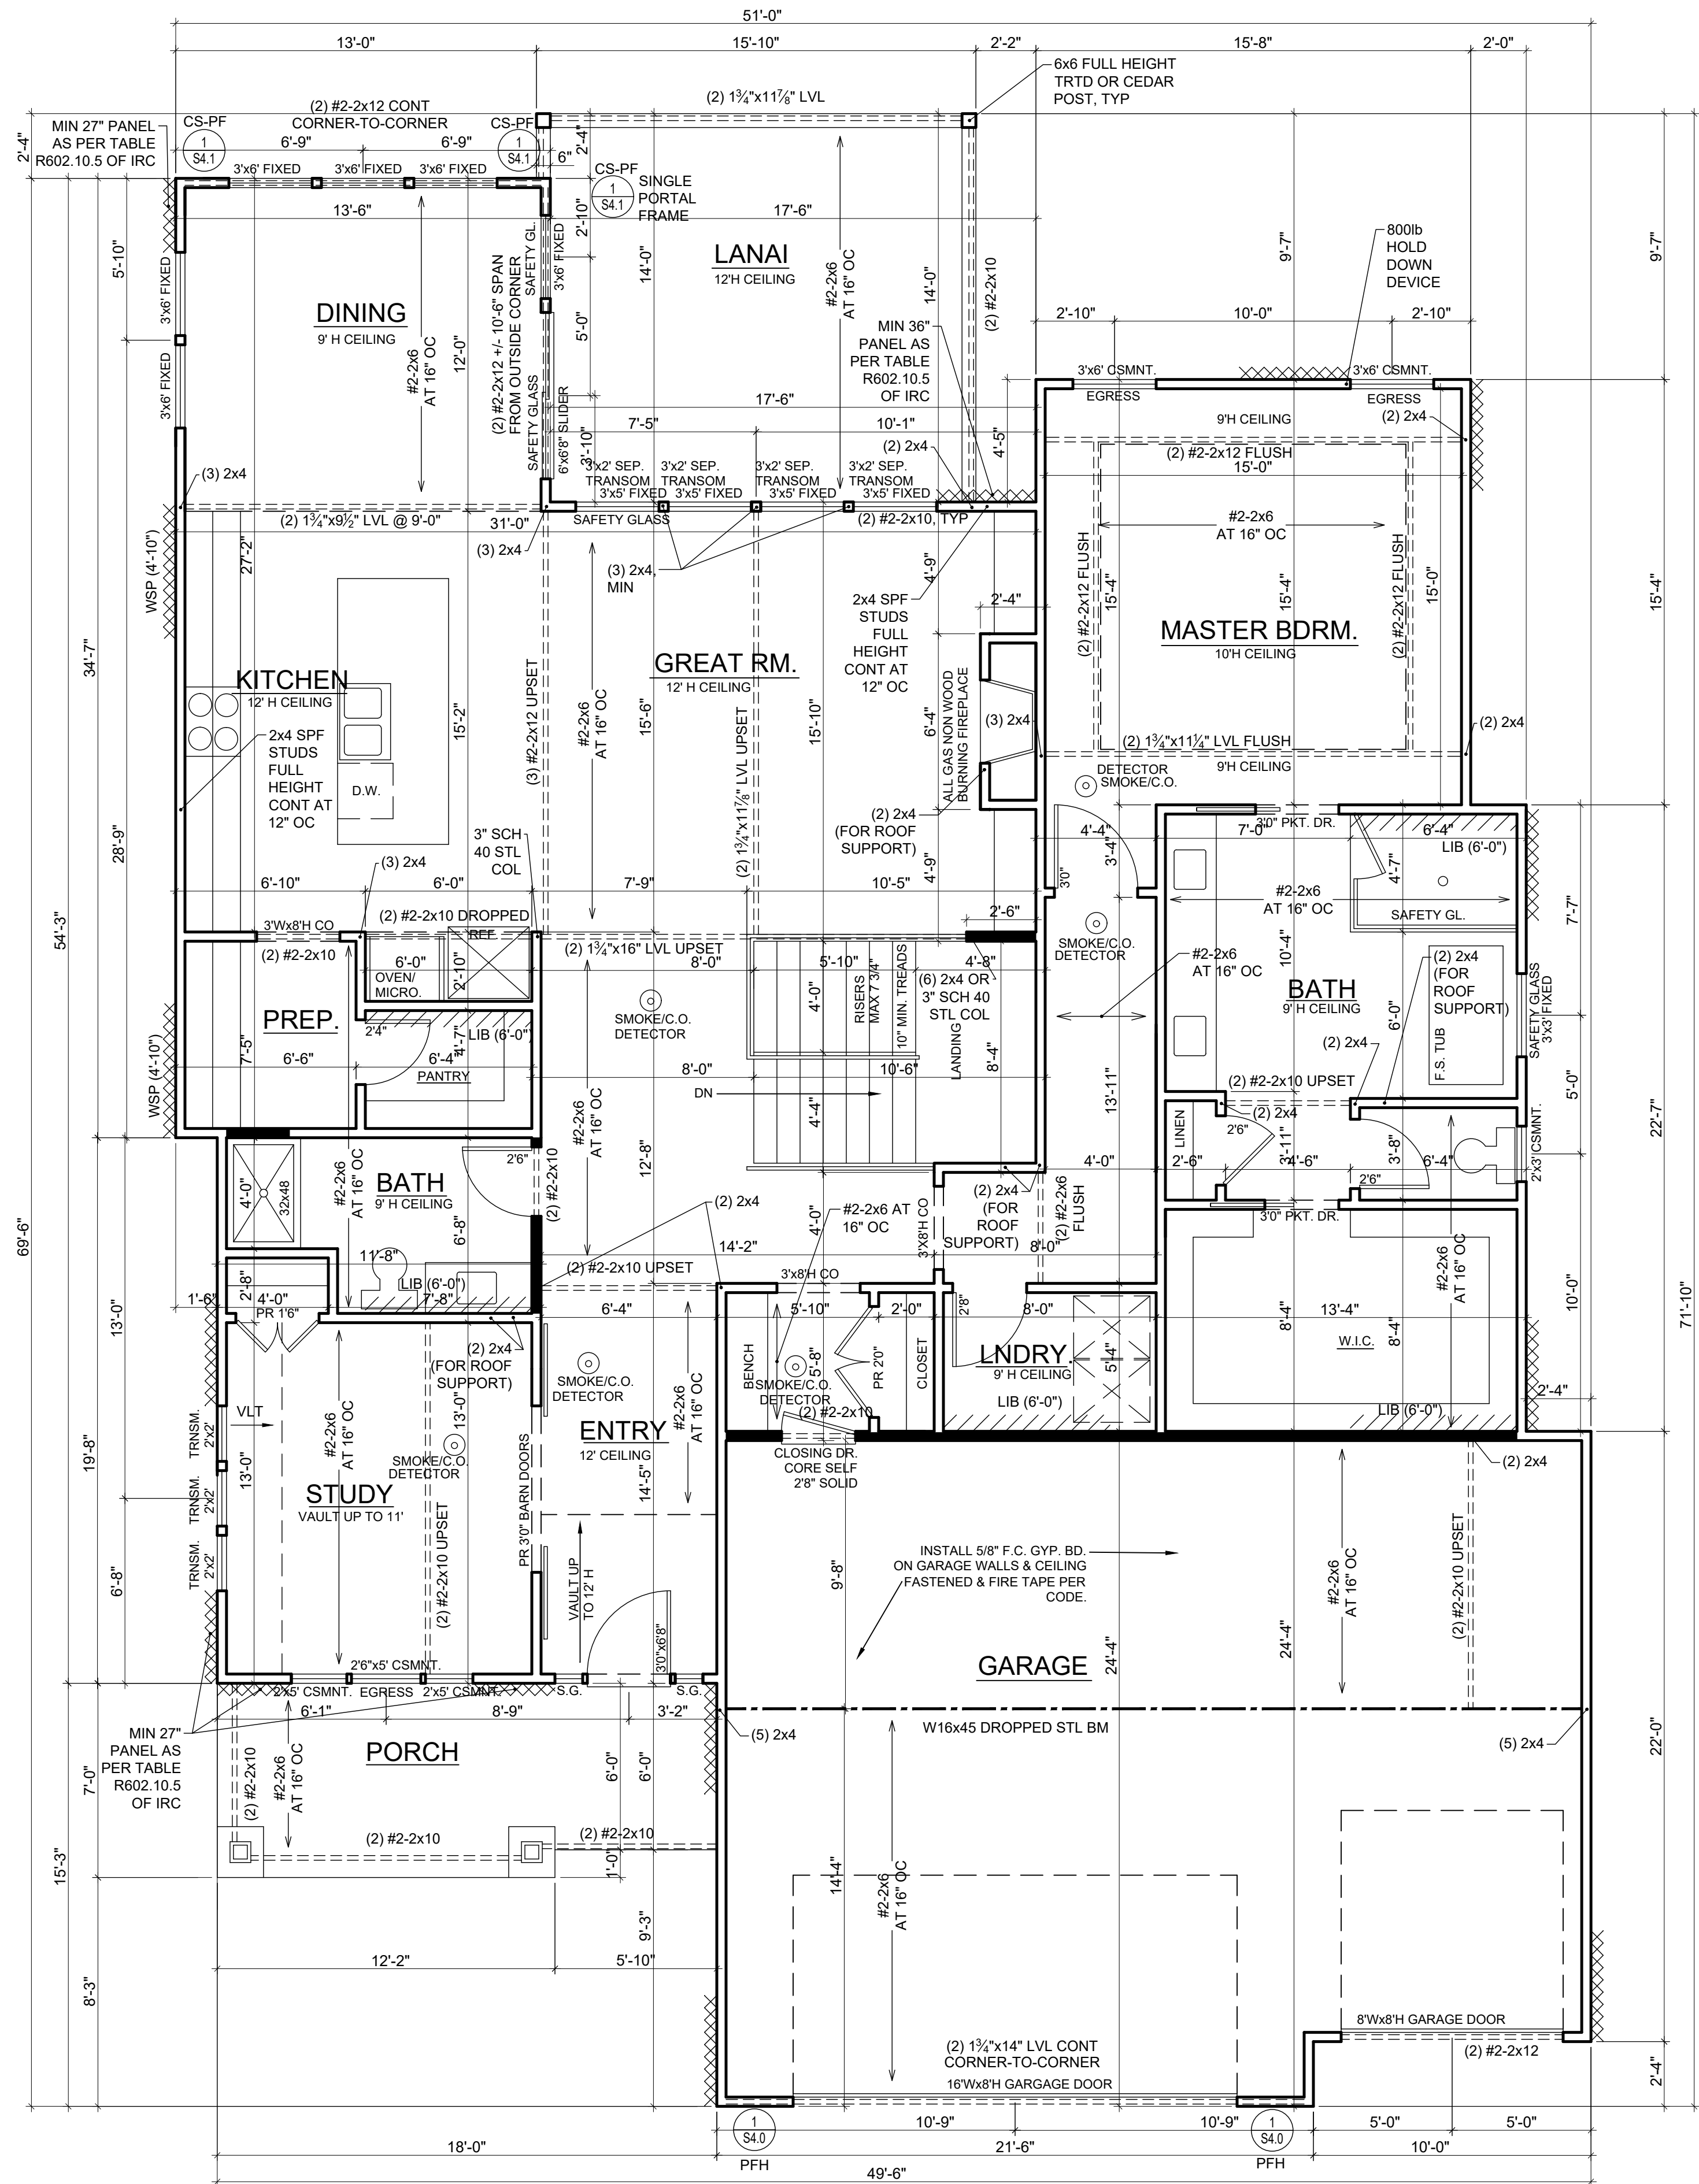 51'-0"
13'-0"
15'-10"
2'-2"
15'-8"
2'-0"
6x6 FULL HEIGHT
TRTD OR CEDAR
POST, TYP
(2) #2-2x12 CONT
CORNER-TO-CORNER
(2) 1¾"x11⅞" LVL
2'-4"
MIN 27" PANEL
AS PER TABLE
R602.10.5 OF IRC
CS-PF
1
S4.1
6'-9"
6'-9"
CS-PF
1
S4.1
6"
2'-4"
3'x6' FIXED
3'x6' FIXED
3'x6' FIXED
CS-PF
1
S4.1
SINGLE
PORTAL
FRAME
13'-6"
2'-10"
17'-6"
5'-10"
3'x6' FIXED
3'x6' FIXED
DINING
9' H CEILING
#2-2x6
AT 16" OC
12'-0"
SAFETY GL.
3'x6' FIXED
(2) #2-2x12 +/- 10'-6" SPAN
FROM OUTSIDE CORNER
SAFETY GLASS
6'x6'8" SLIDER
5'-0"
3'-10"
14'-0"
LANAI
12'H CEILING
#2-2x6
AT 16" OC
14'-0"
(2) #2-2x10
MIN 36"
PANEL AS
PER TABLE
R602.10.5
OF IRC
9'-7"
9'-7"
800lb
HOLD
DOWN
DEVICE
2'-10"
10'-0"
2'-10"
3'x6' CSMNT.
EGRESS
3'x6' CSMNT.
EGRESS
17'-6"
7'-5"
10'-1"
4'-5"
(2) 2x4
3'x2' SEP.
TRANSOM
3'x2' SEP.
TRANSOM
3'x2' SEP.
TRANSOM
3'x2' SEP.
TRANSOM
3'x5' FIXED
3'x5' FIXED
3'x5' FIXED
3'x5' FIXED
9'H CEILING
(2) 2x4
(2) #2-2x12 FLUSH
15'-0"
(3) 2x4
(2) 1¾"x9½" LVL @ 9'-0"
31'-0"
SAFETY GLASS
(2) #2-2x10, TYP
(3) 2x4
(3) 2x4,
MIN
#2-2x6
AT 16" OC
(2) #2-2x12 FLUSH
(2) #2-2x12 FLUSH
15'-4"
15'-4"
15'-0"
15'-4"
MASTER BDRM.
10'H CEILING
WSP (4'-10")
27'-2"
34'-7"
28'-9"
54'-3"
69'-6"
KITCHEN
12' H CEILING
2x4 SPF
STUDS
FULL
HEIGHT
CONT AT
12" OC
D.W.
15'-2"
(3) #2-2x12 UPSET
#2-2x6
AT 16" OC
GREAT RM.
12' H CEILING
15'-6"
(2) 1¾"x11⅞" LVL UPSET
15'-10"
2x4 SPF
STUDS
FULL
HEIGHT
CONT AT
12" OC
4'-9"
2'-4"
6'-4"
ALL GAS NON WOOD
BURNING FIREPLACE
(3) 2x4
(2) 2x4
(2) 1¾"x11¼" LVL FLUSH
9'H CEILING
DETECTOR
SMOKE/C.O.
(2) 2x4
(FOR ROOF
SUPPORT)
4'-9"
3" SCH
40 STL
COL
(3) 2x4
6'-10"
6'-0"
7'-9"
10'-5"
2'-6"
4'-4"
3'-4"
3'0"
7'-0"
3'0" PKT. DR.
6'-4"
LIB (6'-0")
4'-7"
#2-2x6
AT 16" OC
SAFETY GL.
7'-7"
3'Wx8'H CO
(2) #2-2x10
(2) #2-2x10 DROPPED
REF
6'-0"
OVEN/
MICRO.
2'-10"
(2) 1¾"x16" LVL UPSET
8'-0"
5'-10"
4'-8"
SMOKE/C.O.
DETECTOR
SMOKE/C.O.
DETECTOR
RISERS
MAX 7 3/4"
10" MIN. TREADS
4'-0"
(6) 2x4 OR
3" SCH 40
STL COL
LANDING
#2-2x6
AT 16" OC
10'-4"
BATH
9' H CEILING
6'-0"
(2) 2x4
(FOR
ROOF
SUPPORT)
F.S. TUB
SAFETY GLASS
3'x3' FIXED
PREP.
2'4"
4'-7"
LIB (6'-0")
6'-6"
6'-4"
PANTRY
7'-5"
WSP (4'-10")
8'-0"
10'-6"
8'-4"
DN
4'-4"
13'-11"
(2) 2x4
(2) #2-2x10 UPSET
(2) 2x4
5'-0"
22'-7"
LINEN
2'6"
3'-11"
3'-8"
2'-6"
4'-6"
6'-4"
2'6"
2'x3' CSMNT.
4'-0"
32x48
4'-0"
#2-2x6
AT 16" OC
BATH
9' H CEILING
2'6"
(2) #2-2x10
#2-2x6
AT 16" OC
12'-8"
6'-8"
(2) 2x4
4'-0"
#2-2x6 AT
16" OC
3'X8'H CO
(2) 2x4
(FOR
ROOF
SUPPORT)
(2) #2-2x6
FLUSH
8'-0"
3'0" PKT. DR.
11'-8"
LIB (6'-0")
7'-8"
14'-2"
(2) #2-2x10 UPSET
3'x8'H CO
1'-6"
2'-8"
4'-0"
PR 1'6"
6'-4"
5'-10"
2'-0"
2'8"
8'-0"
8'-4"
13'-4"
W.I.C.
8'-4"
#2-2x6
AT 16" OC
10'-0"
71'-10"
13'-0"
(2) 2x4
(FOR ROOF
SUPPORT)
SMOKE/C.O.
DETECTOR
BENCH
SMOKE/C.O.
DETECTOR
5'-8"
PR 2'0"
CLOSET
LNDRY.
9' H CEILING
5'-4"
LIB (6'-0")
LIB (6'-0")
2'-4"
VLT
#2-2x6
AT 16" OC
13'-0"
13'-0"
SMOKE/C.O.
DETECTOR
ENTRY
12' CEILING
#2-2x6
AT 16" OC
14'-5"
(2) #2-2x10
CLOSING DR.
CORE SELF
2'8" SOLID
(2) 2x4
TRNSM.
2'x2'
TRNSM.
2'x2'
TRNSM.
2'x2'
19'-8"
6'-8"
STUDY
VAULT UP TO 11'
(2) #2-2x10 UPSET
PR 3'0" BARN DOORS
VAULT UP
TO 12' H
3'0"x6'8"
INSTALL 5/8" F.C. GYP. BD.
ON GARAGE WALLS & CEILING
FASTENED & FIRE TAPE PER
CODE.
9'-8"
#2-2x6
AT 16" OC
(2) #2-2x10 UPSET
24'-4"
24'-4"
GARAGE
2'6"x5' CSMNT.
2'x5' CSMNT.
EGRESS
2'x5' CSMNT.
S.G.
S.G.
6'-1"
8'-9"
3'-2"
W16x45 DROPPED STL BM
(5) 2x4
(5) 2x4
22'-0"
MIN 27"
PANEL AS
PER TABLE
R602.10.5
OF IRC
PORCH
(2) #2-2x10
#2-2x6
AT 16" OC
6'-0"
6'-0"
7'-0"
(2) #2-2x10
(2) #2-2x10
1'-0"
15'-3"
14'-4"
#2-2x6
AT 16" OC
9'-3"
12'-2"
5'-10"
8'-3"
8'Wx8'H GARAGE DOOR
(2) #2-2x12
(2) 1¾"x14" LVL CONT
CORNER-TO-CORNER
16'Wx8'H GARGAGE DOOR
2'-4"
1
S4.0
PFH
10'-9"
10'-9"
1
S4.0
PFH
5'-0"
5'-0"
18'-0"
21'-6"
10'-0"
49'-6"